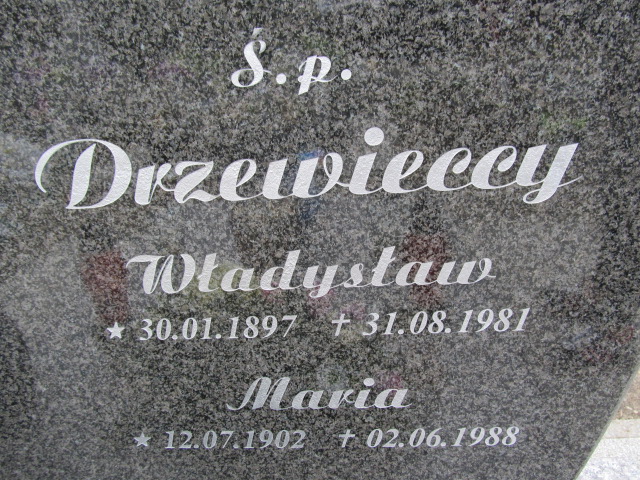 Ś.p.
Drzewieccy
Władysław
★ 30.01.1897 ✝ 31.08.1981
Maria
★ 12.07.1902 ✝ 02.06.1988